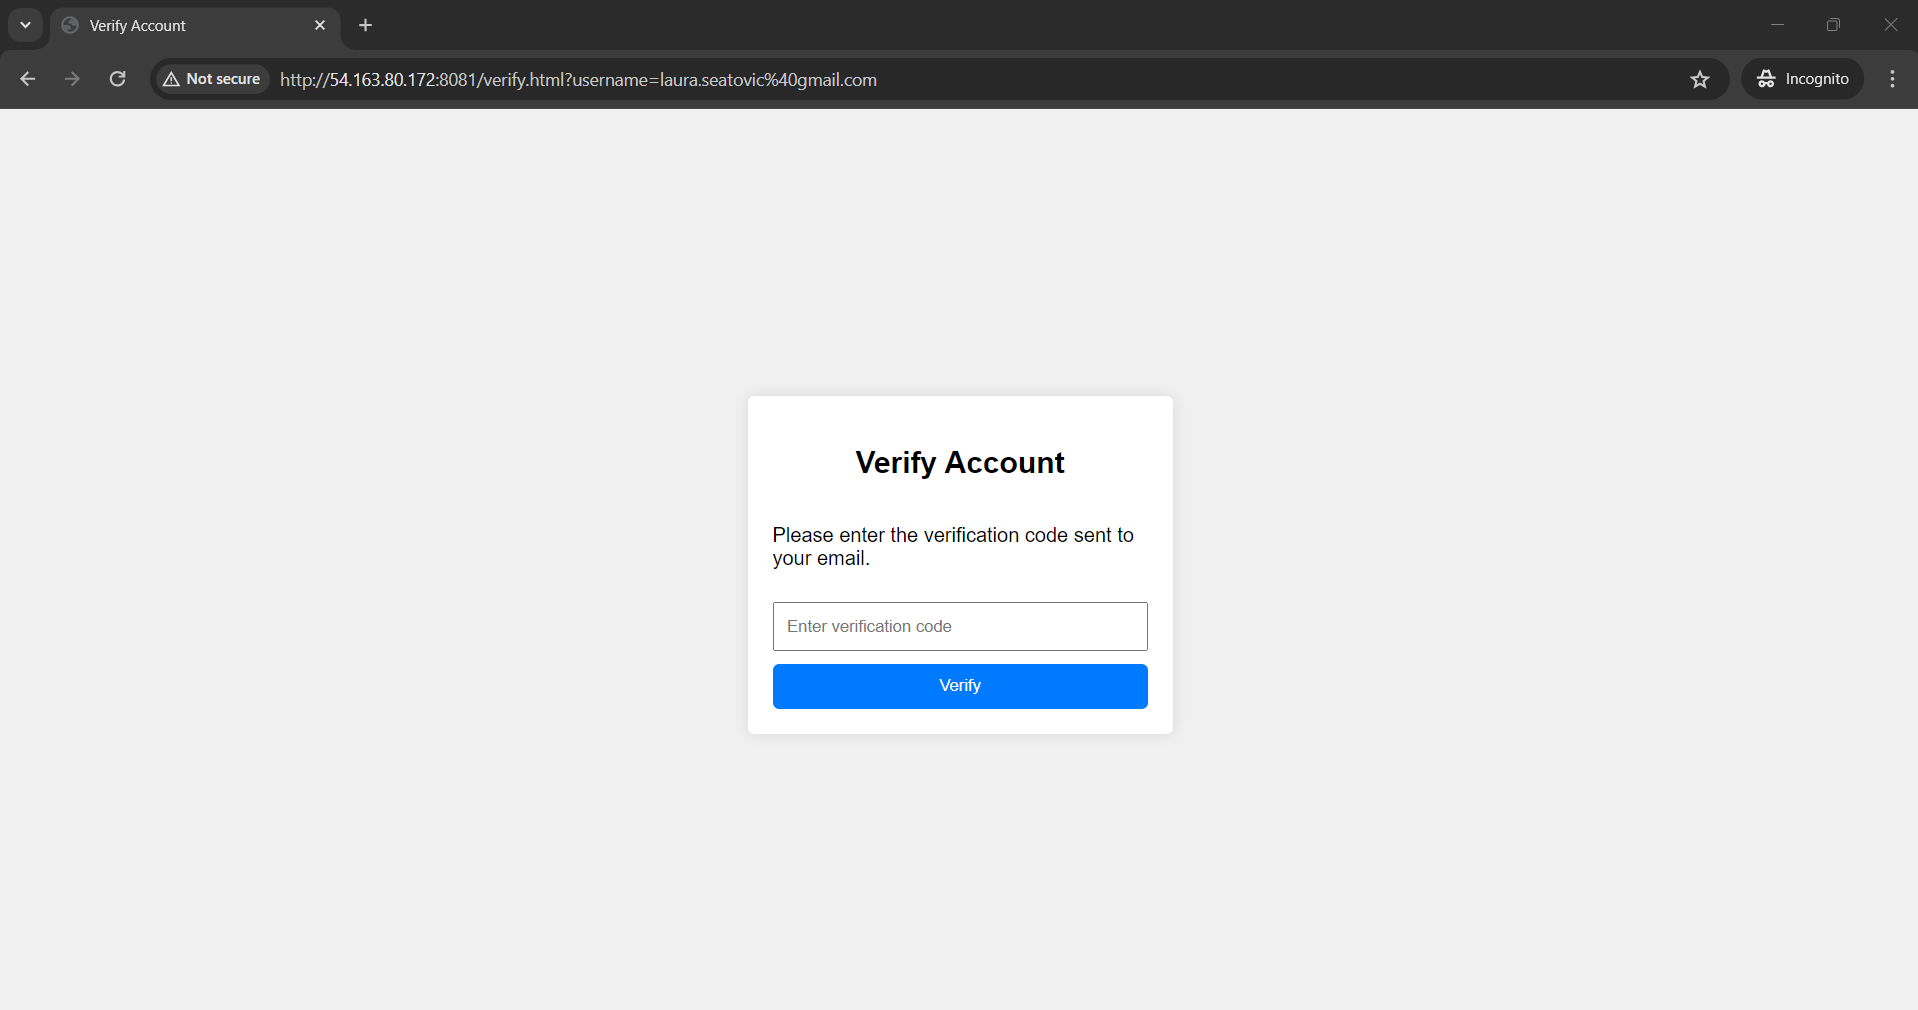 Verify Account
Not secure
http://54.163.80.172:8081/verify.html?username=laura.seatovic%40gmail.com
Incognito
Verify Account
Please enter the verification code sent to
your email.
Enter verification code
Verify